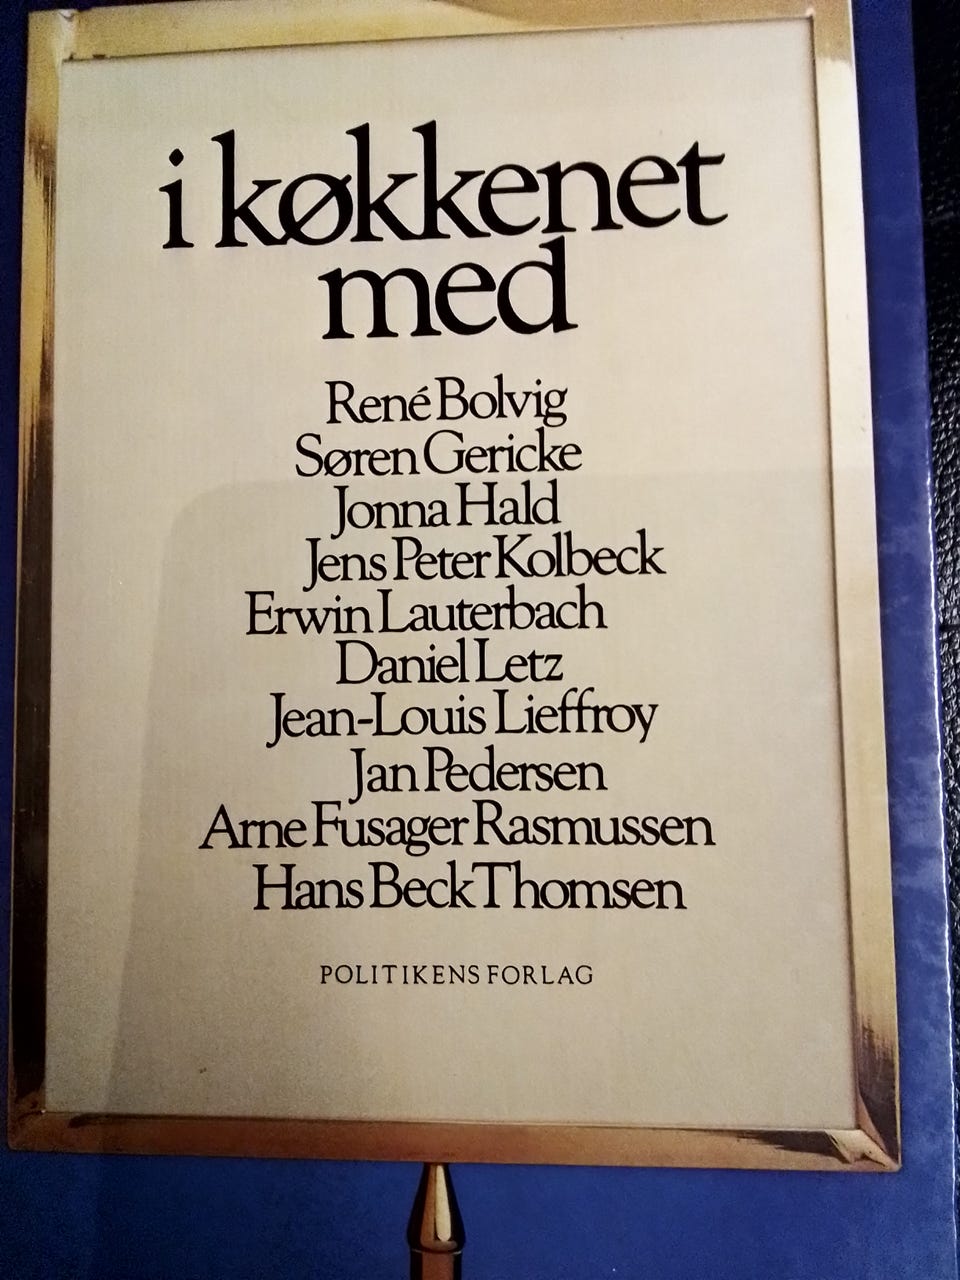 i køkkenet
med
René Bolvig
Søren Gericke
Jonna Hald
Jens Peter Kolbeck
Erwin Lauterbach
Daniel Letz
Jean-Louis Lieffroy
Jan Pedersen
Arne Fusager Rasmussen
Hans Beck Thomsen
POLITIKENS FORLAG